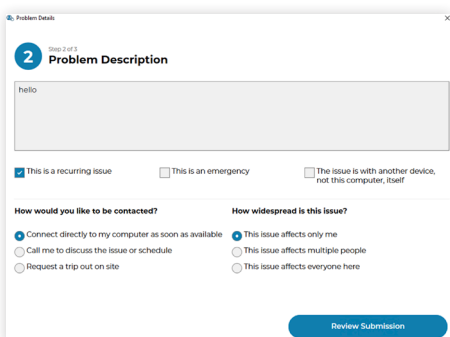 Problem Details
2
Step 2 of 3
Problem Description
hello
This is a recurring issue
This is an emergency
The issue is with another device,
not this computer, itself
How would you like to be contacted?
Connect directly to my computer as soon as available
Call me to discuss the issue or schedule
Request a trip out on site
How widespread is this issue?
This issue affects only me
This issue affects multiple people
This issue affects everyone here
Review Submission